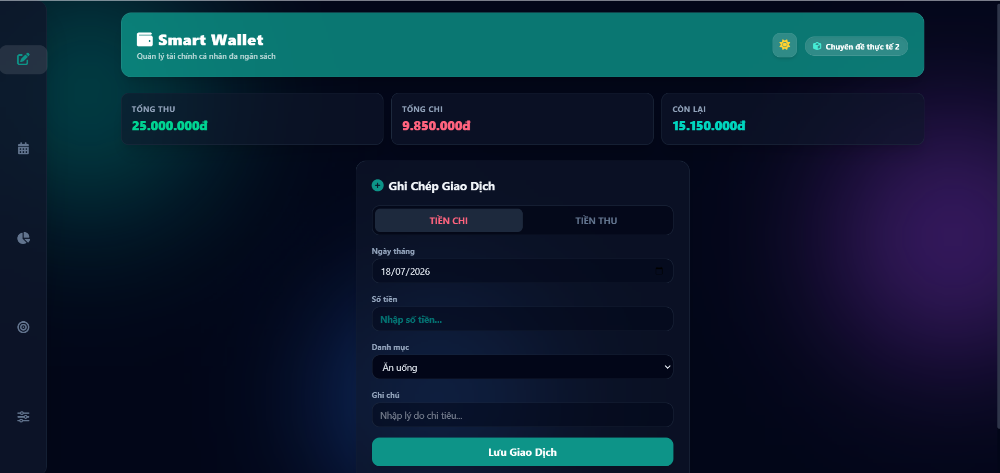 Smart Wallet
Quản lý tài chính cá nhân đa ngân sách
Chuyên đề thực tế 2
TỔNG THU
25.000.000đ
TỔNG CHI
9.850.000đ
CÒN LẠI
15.150.000đ
Ghi Chép Giao Dịch
TIỀN CHI
TIỀN THU
Ngày tháng
18/07/2026
Số tiền
Nhập số tiền...
Danh mục
Ăn uống
Ghi chú
Nhập lý do chi tiêu...
Lưu Giao Dịch